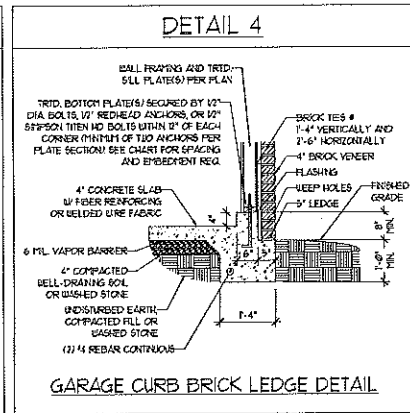 DETAIL 4
WALL FRAMING AND TRTD.
SILL PLATE(S) PER PLAN
TRTD. BOTTOM PLATE(S) SECURED BY 1/2"
DIA. BOLTS, 1/2" REDHEAD ANCHORS, OR 1/2"
SIMPSON TITEN HD BOLTS WITHIN 12" OF EACH
CORNER (MINIMUM OF TWO ANCHORS PER
PLATE SECTION) SEE CHART FOR SPACING
AND EMBEDMENT REQ.
4" CONCRETE SLAB
W/ FIBER REINFORCING
OR WELDED WIRE FABRIC
6 MIL. VAPOR BARRIER
4" COMPACTED
WELL-DRAINING SOIL
OR WASHED STONE
UNDISTURBED EARTH,
COMPACTED FILL OR
WASHED STONE
(2) #4 REBAR CONTINUOUS
BRICK TIES @
1'-4" VERTICALLY AND
2'-6" HORIZONTALLY
4" BRICK VENEER
FLASHING
WEEP HOLES
5" LEDGE
FINISHED
GRADE
4"
6"
5"
8"
MIN.
1'-6"
MIN.
1'-4"
GARAGE CURB BRICK LEDGE DETAIL